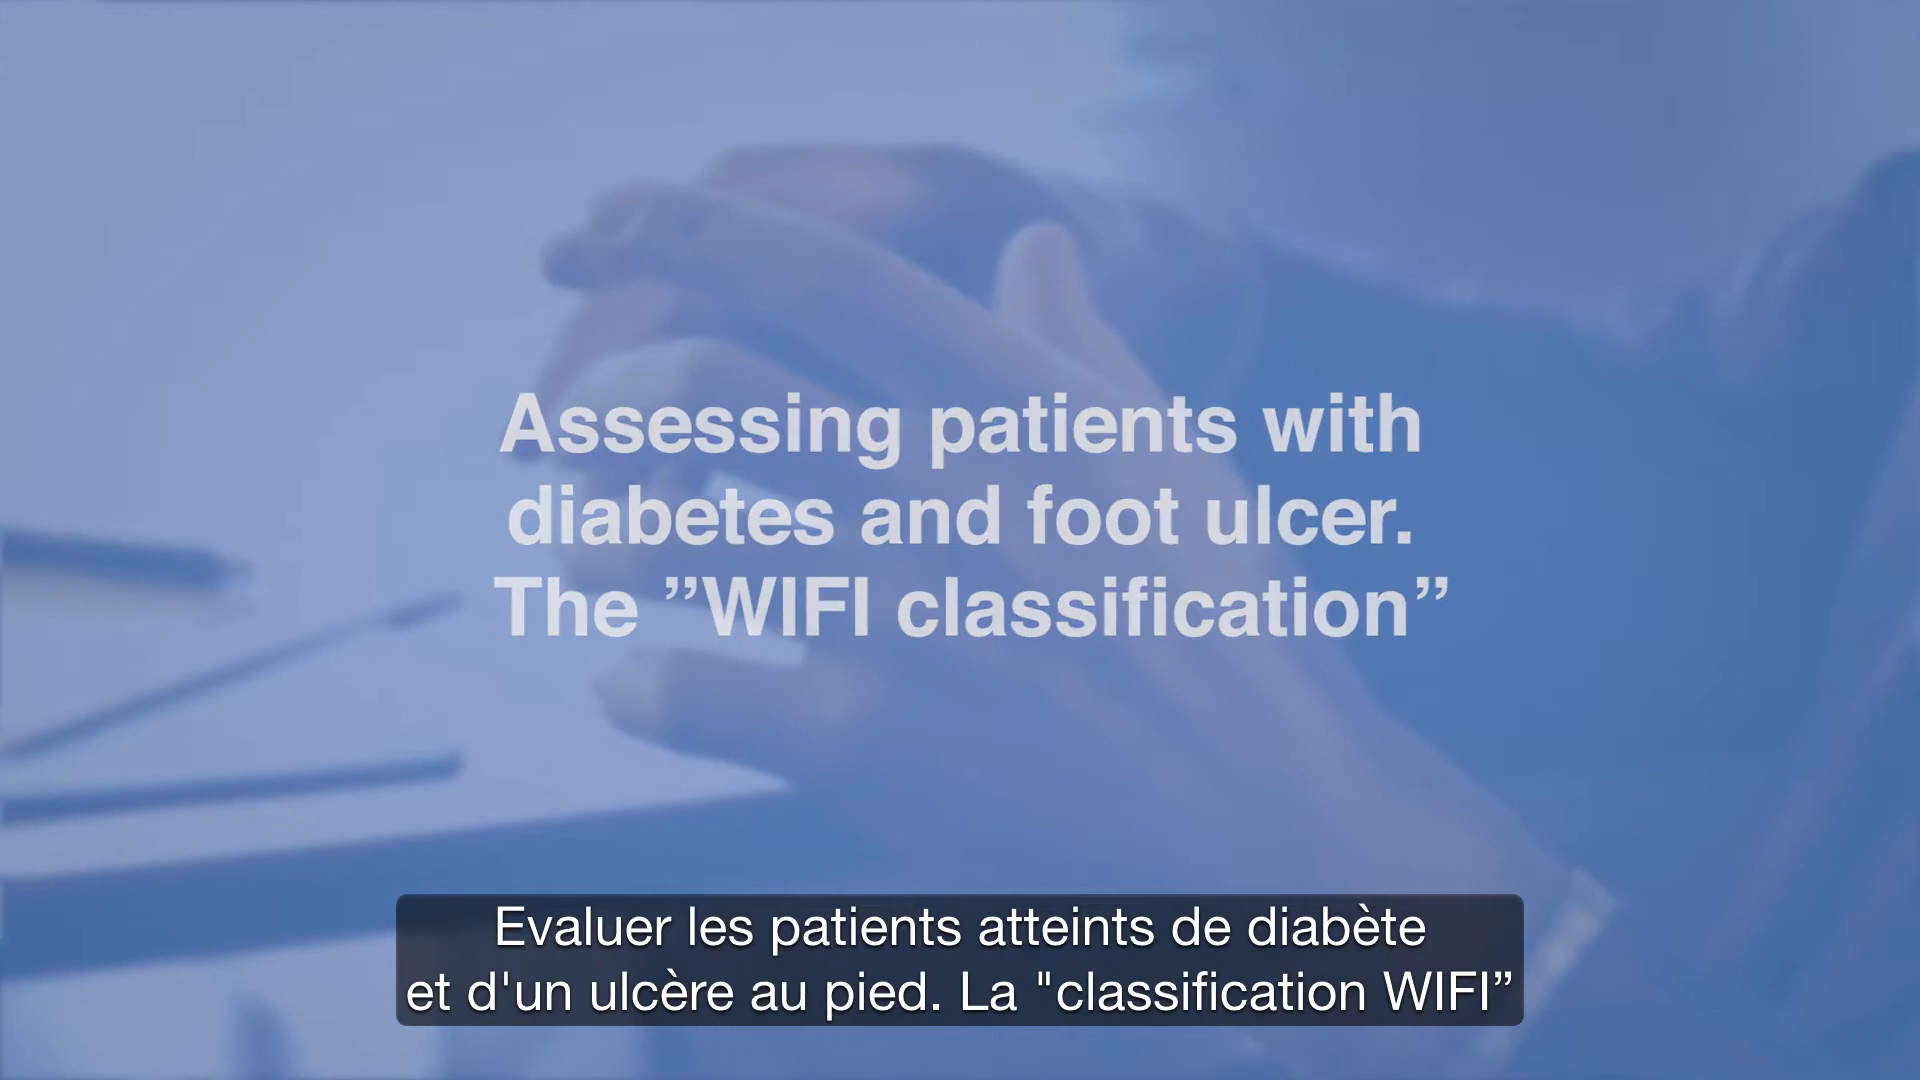 Assessing patients with
diabetes and foot ulcer.
The ”WIFI classification”
Evaluer les patients atteints de diabète
et d'un ulcère au pied. La "classification WIFI”